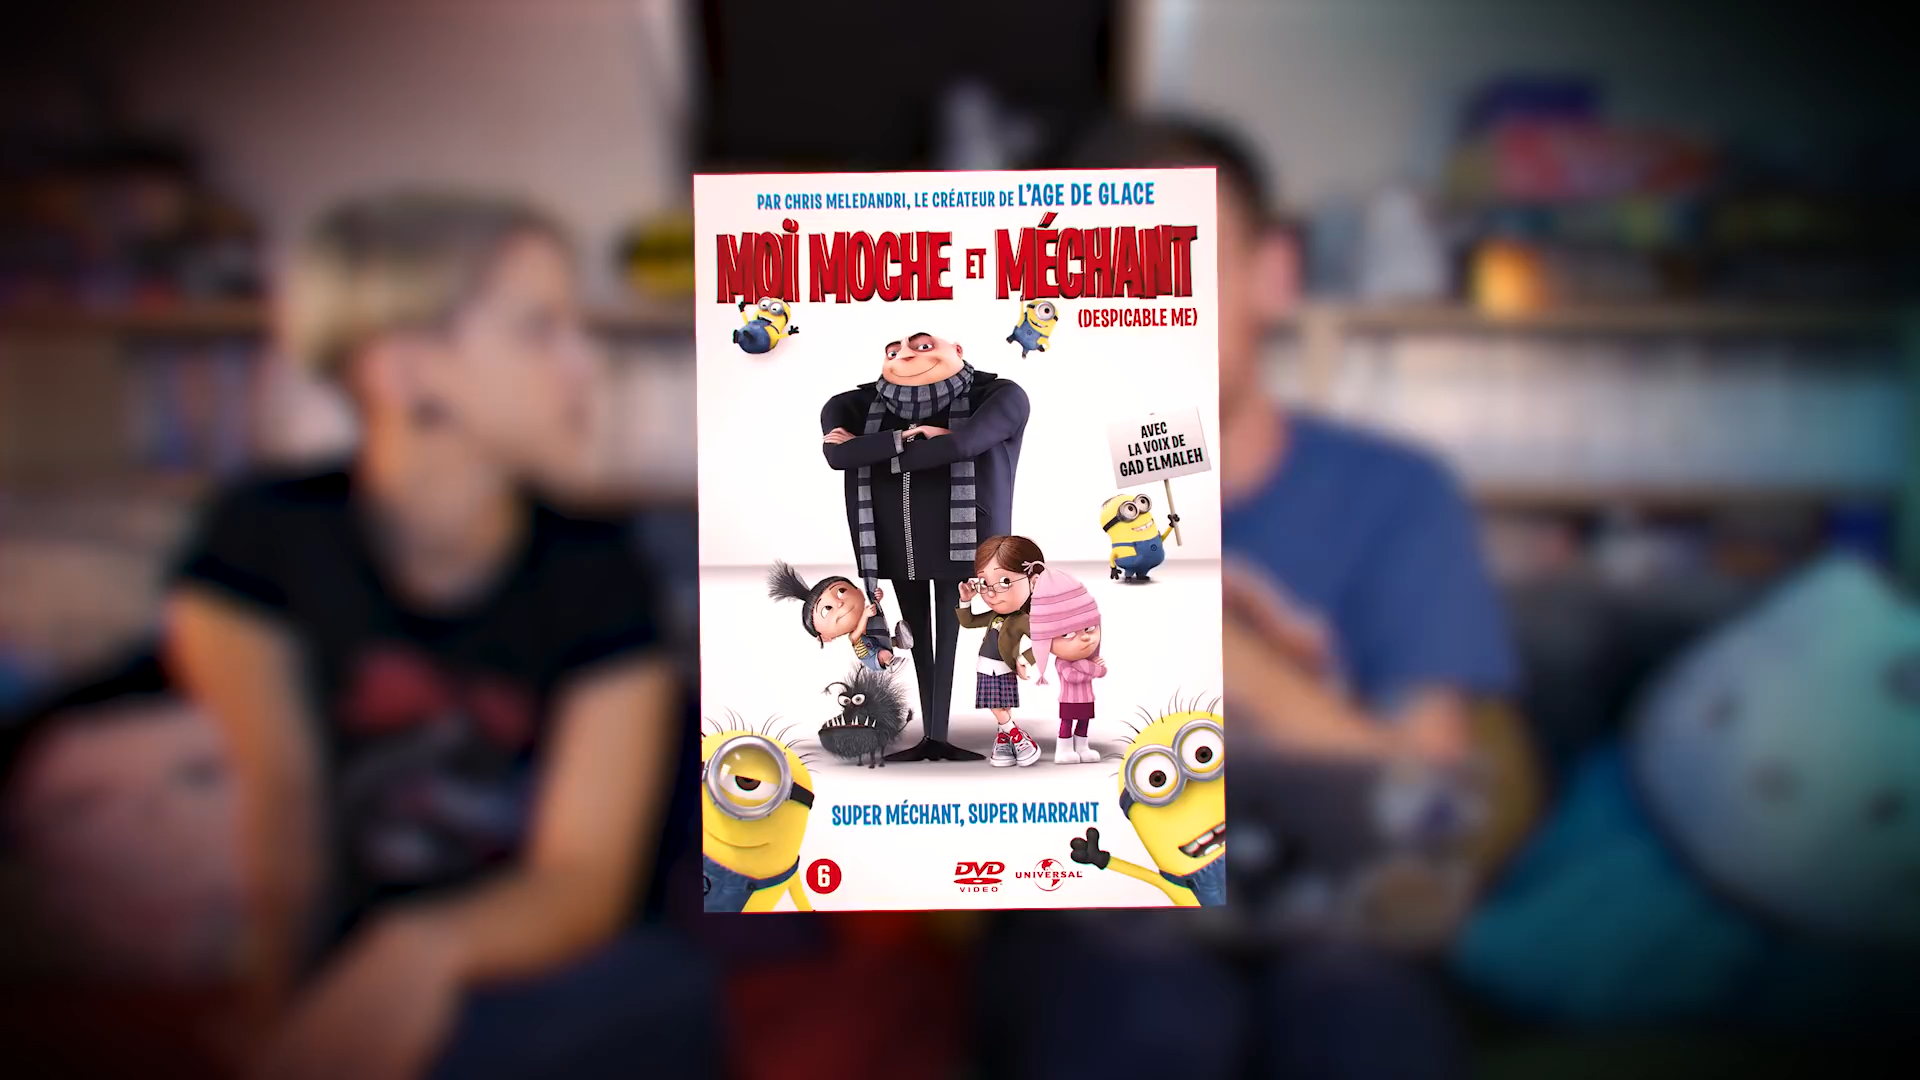 PAR CHRIS MELEDANDRI, LE CRÉATEUR DE L'AGE DE GLACE
MOI MOCHE ET MÉCHANT
(DESPICABLE ME)
AVEC
LA VOIX DE
GAD ELMALEH
SUPER MÉCHANT, SUPER MARRANT
6
DVD
VIDEO
UNIVERSAL